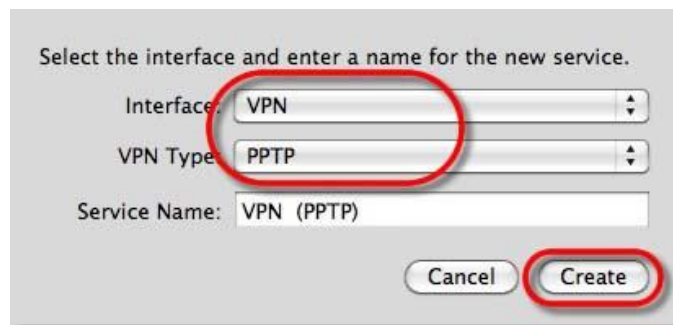 Select the interface and enter a name for the new service.
Interface: VPN
VPN Type: PPTP
Service Name: VPN (PPTP)
Cancel Create